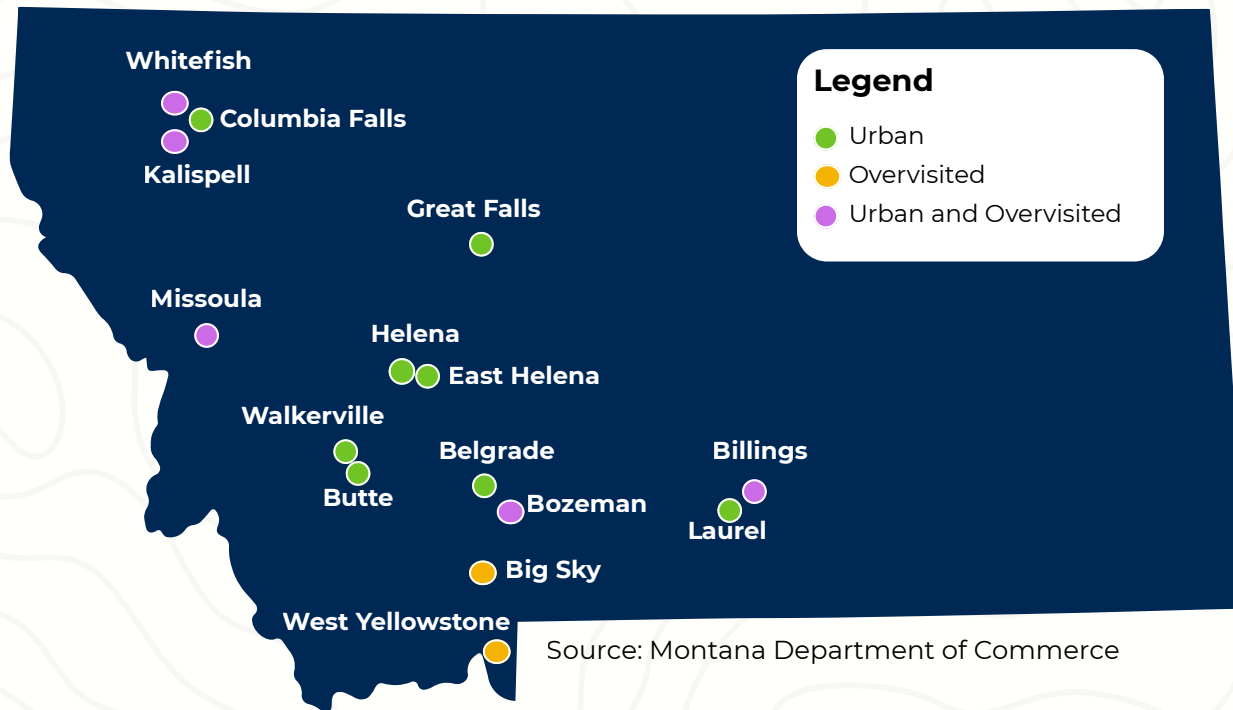 Whitefish
Columbia Falls
Kalispell
Great Falls
Missoula
Helena
East Helena
Walkerville
Butte
Belgrade
Bozeman
Billings
Laurel
Big Sky
West Yellowstone
Legend
Urban
Overvisited
Urban and Overvisited
Source: Montana Department of Commerce